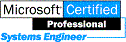 Microsoft Certified
Professional
Systems Engineer